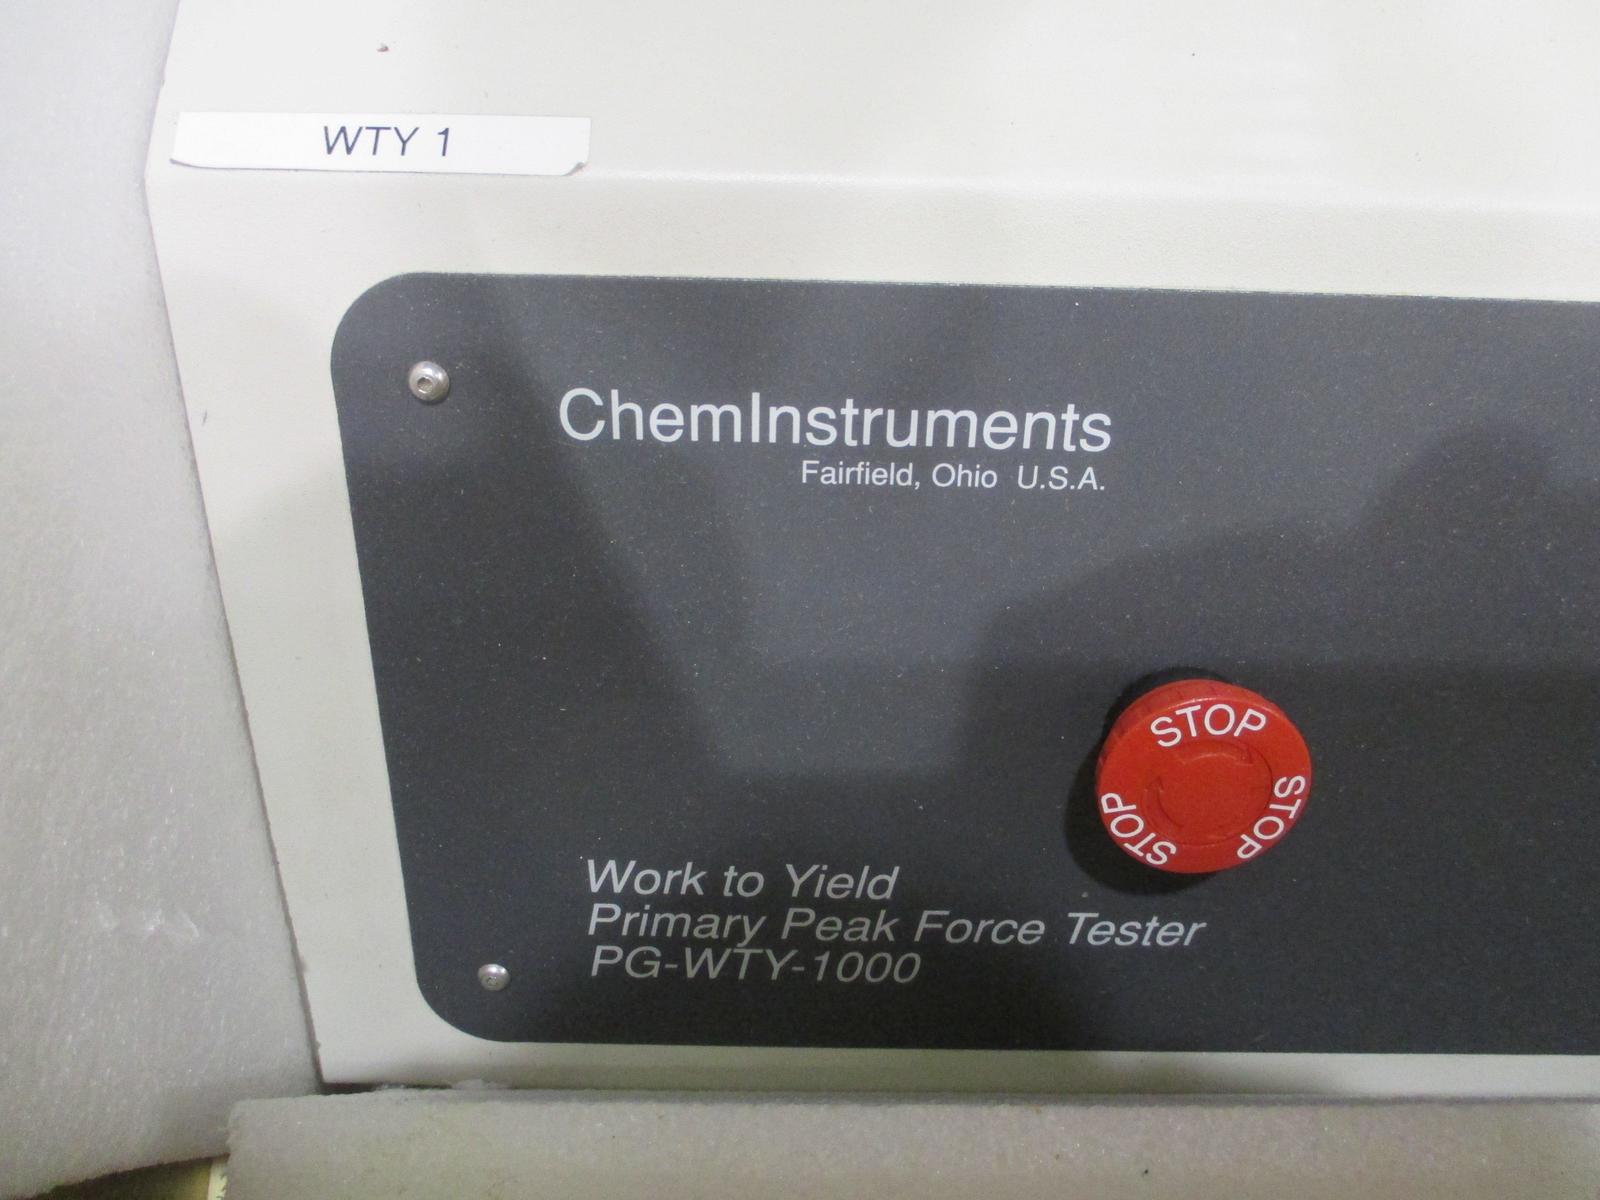 WTY 1
ChemInstruments
Fairfield, Ohio U.S.A.
STOP
STOP
STOP
Work to Yield
Primary Peak Force Tester
PG-WTY-1000